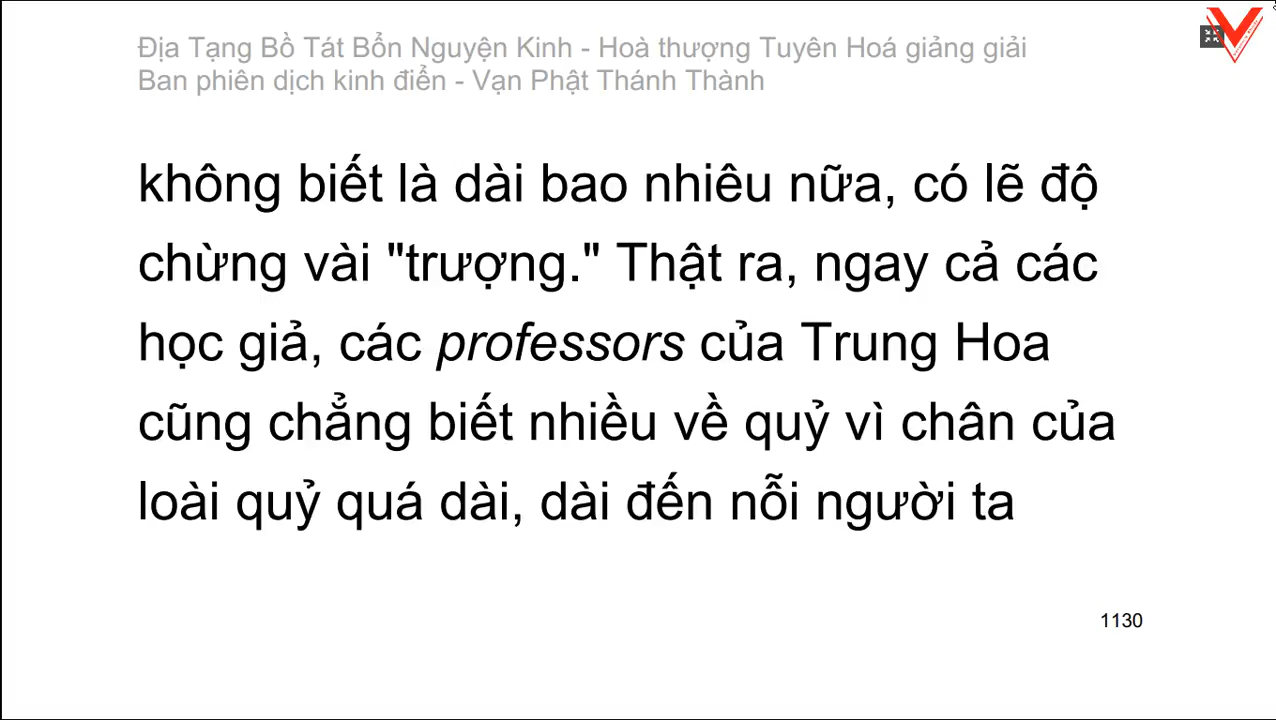 Địa Tạng Bồ Tát Bổn Nguyện Kinh - Hoà thượng Tuyên Hoá giảng giải
Ban phiên dịch kinh điển - Vạn Phật Thánh Thành
không biết là dài bao nhiêu nữa, có lẽ độ
chừng vài "trượng." Thật ra, ngay cả các
học giả, các professors của Trung Hoa
cũng chẳng biết nhiều về quỷ vì chân của
loài quỷ quá dài, dài đến nỗi người ta
1130